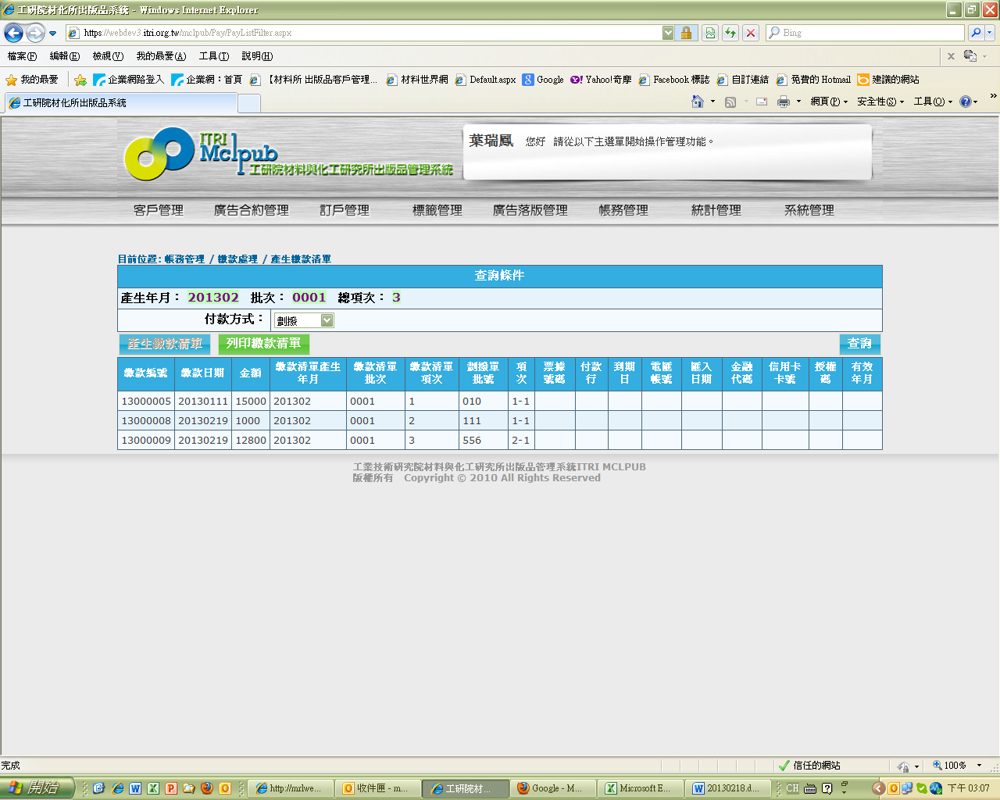 工研院材化所出版品系統 - Windows Internet Explorer
https://webdev3.itri.org.tw/mclpub/Pay/PayListFilter.aspx
Bing
檔案(F) 編輯(E) 檢視(V) 我的最愛(A) 工具(T) 說明(H)
我的最愛 企業網路登入 企業網：首頁 【材料所 出版品客戶管理... 材料世界網 Default.aspx Google Yahoo!奇摩 Facebook 標誌 自訂連結 免費的 Hotmail 建議的網站
工研院材化所出版品系統 網頁(P) 安全性(S) 工具(O)
ITRI
Mclpub
工研院材料與化工研究所出版品管理系統
葉瑞鳳 您好 請從以下主選單開始操作管理功能。
客戶管理 廣告合約管理 訂戶管理 標籤管理 廣告落版管理 帳務管理 統計管理 系統管理
目前位置: 帳務管理 / 繳款處理 / 產生繳款清單
查詢條件
產生年月： 201302 批次： 0001 總項次： 3
付款方式： 劃撥
產生繳款清單 列印繳款清單 查詢
繳款編號 繳款日期 金額 繳款清單產生年月 繳款清單批次 繳款清單項次 劃撥單批號 項次 票據號碼 付款行 到期日 電匯帳號 匯入日期 金融代碼 信用卡卡號 授權碼 有效年月
13000005 20130111 15000 201302 0001 1 010 1-1
13000008 20130219 1000 201302 0001 2 111 1-1
13000009 20130219 12800 201302 0001 3 556 2-1
工業技術研究院材料與化工研究所出版品管理系統ITRI MCLPUB
版權所有 Copyright © 2010 All Rights Reserved
完成 信任的網站 100%
開始 http://mrlwe... 收件匣 - m... 工研院材... Google - M... Microsoft E... 20130218.d... CH 下午 03:07